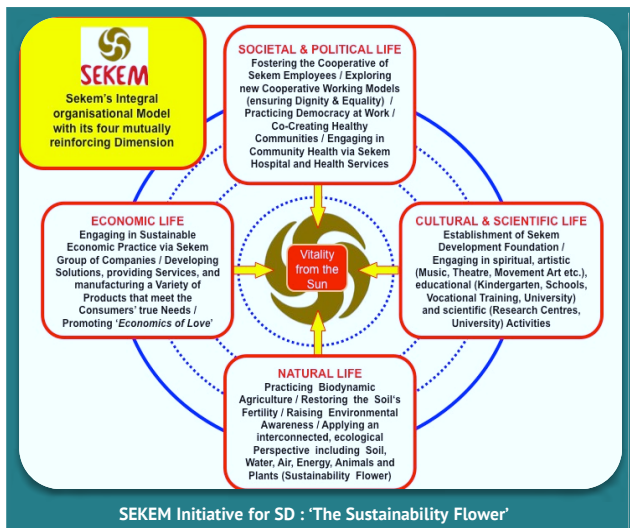 SEKEM
Sekem's Integral
organisational Model
with its four mutually
reinforcing Dimension
SOCIETAL & POLITICAL LIFE
Fostering the Cooperative of
Sekem Employees / Exploring
new Cooperative Working Models
(ensuring Dignity & Equality) /
Practicing Democracy at Work /
Co-Creating Healthy
Communities / Engaging in
Community Health via Sekem
Hospital and Health Services
ECONOMIC LIFE
Engaging in Sustainable
Economic Practice via Sekem
Group of Companies / Developing
Solutions, providing Services, and
manufacturing a Variety of
Products that meet the
Consumers' true Needs /
Promoting 'Economics of Love'
Vitality
from the
Sun
CULTURAL & SCIENTIFIC LIFE
Establishment of Sekem
Development Foundation /
Engaging in spiritual, artistic
(Music, Theatre, Movement Art etc.),
educational (Kindergarten, Schools,
Vocational Training, University)
and scientific (Research Centres,
University) Activities
NATURAL LIFE
Practicing Biodynamic
Agriculture / Restoring the Soil's
Fertility / Raising Environmental
Awareness / Applying an
interconnected, ecological
Perspective including Soil,
Water, Air, Energy, Animals and
Plants (Sustainability Flower)
SEKEM Initiative for SD : 'The Sustainability Flower'